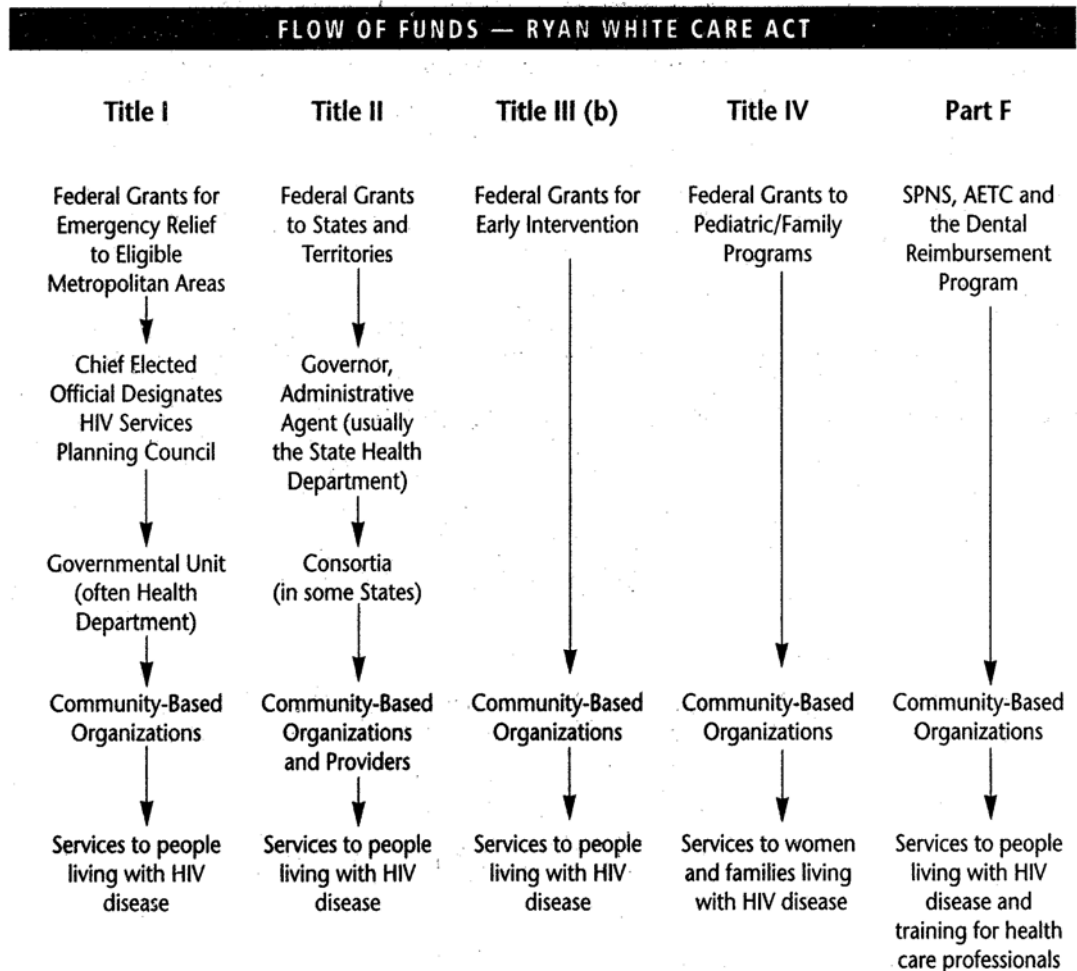 FLOW OF FUNDS — RYAN WHITE CARE ACT
Title I
Federal Grants for
Emergency Relief
to Eligible
Metropolitan Areas
Chief Elected
Official Designates
HIV Services
Planning Council
Governmental Unit
(often Health
Department)
Community-Based
Organizations
Services to people
living with HIV
disease
Title II
Federal Grants
to States and
Territories
Governor,
Administrative
Agent (usually
the State Health
Department)
Consortia
(in some States)
Community-Based
Organizations
and Providers
Services to people
living with HIV
disease
Title III (b)
Federal Grants for
Early Intervention
Community-Based
Organizations
Services to people
living with HIV
disease
Title IV
Federal Grants to
Pediatric/Family
Programs
Community-Based
Organizations
Services to women
and families living
with HIV disease
Part F
SPNS, AETC and
the Dental
Reimbursement
Program
Community-Based
Organizations
Services to people
living with HIV
disease and
training for health
care professionals